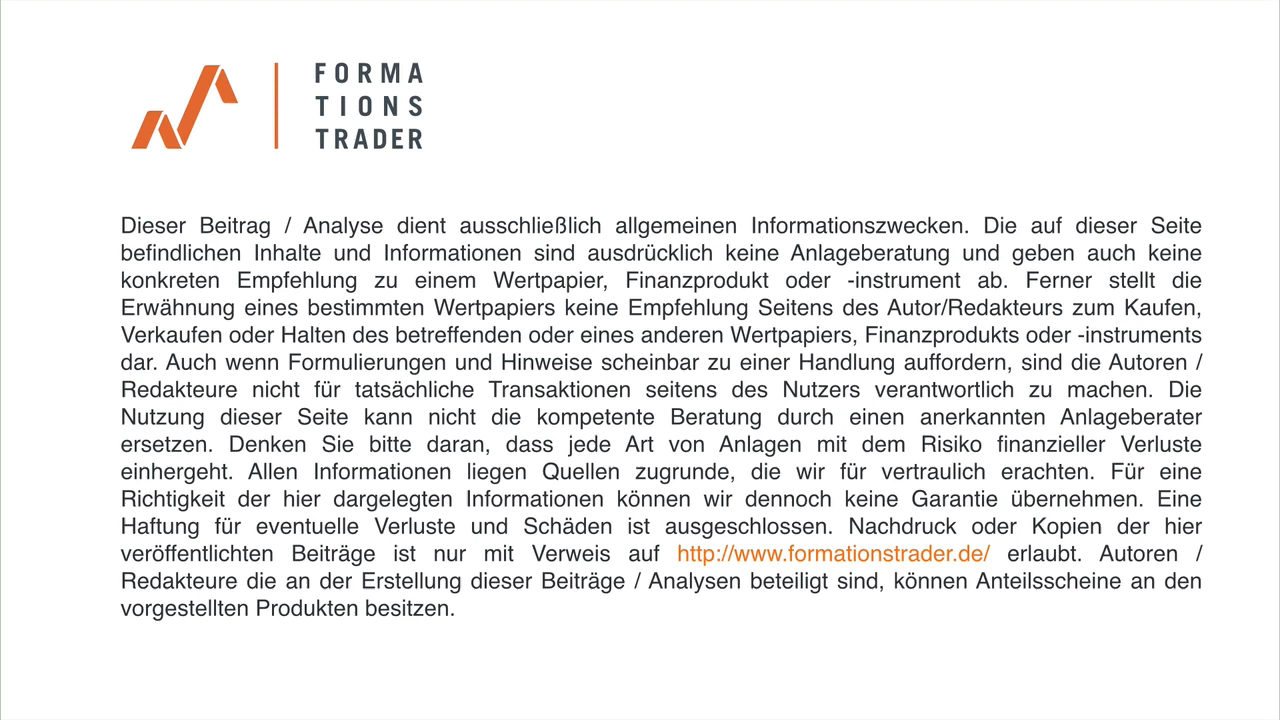 FORMA
TIONS
TRADER
Dieser Beitrag / Analyse dient ausschließlich allgemeinen Informationszwecken. Die auf dieser Seite
befindlichen Inhalte und Informationen sind ausdrücklich keine Anlageberatung und geben auch keine
konkreten Empfehlung zu einem Wertpapier, Finanzprodukt oder -instrument ab. Ferner stellt die
Erwähnung eines bestimmten Wertpapiers keine Empfehlung Seitens des Autor/Redakteurs zum Kaufen,
Verkaufen oder Halten des betreffenden oder eines anderen Wertpapiers, Finanzprodukts oder -instruments
dar. Auch wenn Formulierungen und Hinweise scheinbar zu einer Handlung auffordern, sind die Autoren /
Redakteure nicht für tatsächliche Transaktionen seitens des Nutzers verantwortlich zu machen. Die
Nutzung dieser Seite kann nicht die kompetente Beratung durch einen anerkannten Anlageberater
ersetzen. Denken Sie bitte daran, dass jede Art von Anlagen mit dem Risiko finanzieller Verluste
einhergeht. Allen Informationen liegen Quellen zugrunde, die wir für vertraulich erachten. Für eine
Richtigkeit der hier dargelegten Informationen können wir dennoch keine Garantie übernehmen. Eine
Haftung für eventuelle Verluste und Schäden ist ausgeschlossen. Nachdruck oder Kopien der hier
veröffentlichten Beiträge ist nur mit Verweis auf http://www.formationstrader.de/ erlaubt. Autoren /
Redakteure die an der Erstellung dieser Beiträge / Analysen beteiligt sind, können Anteilsscheine an den
vorgestellten Produkten besitzen.